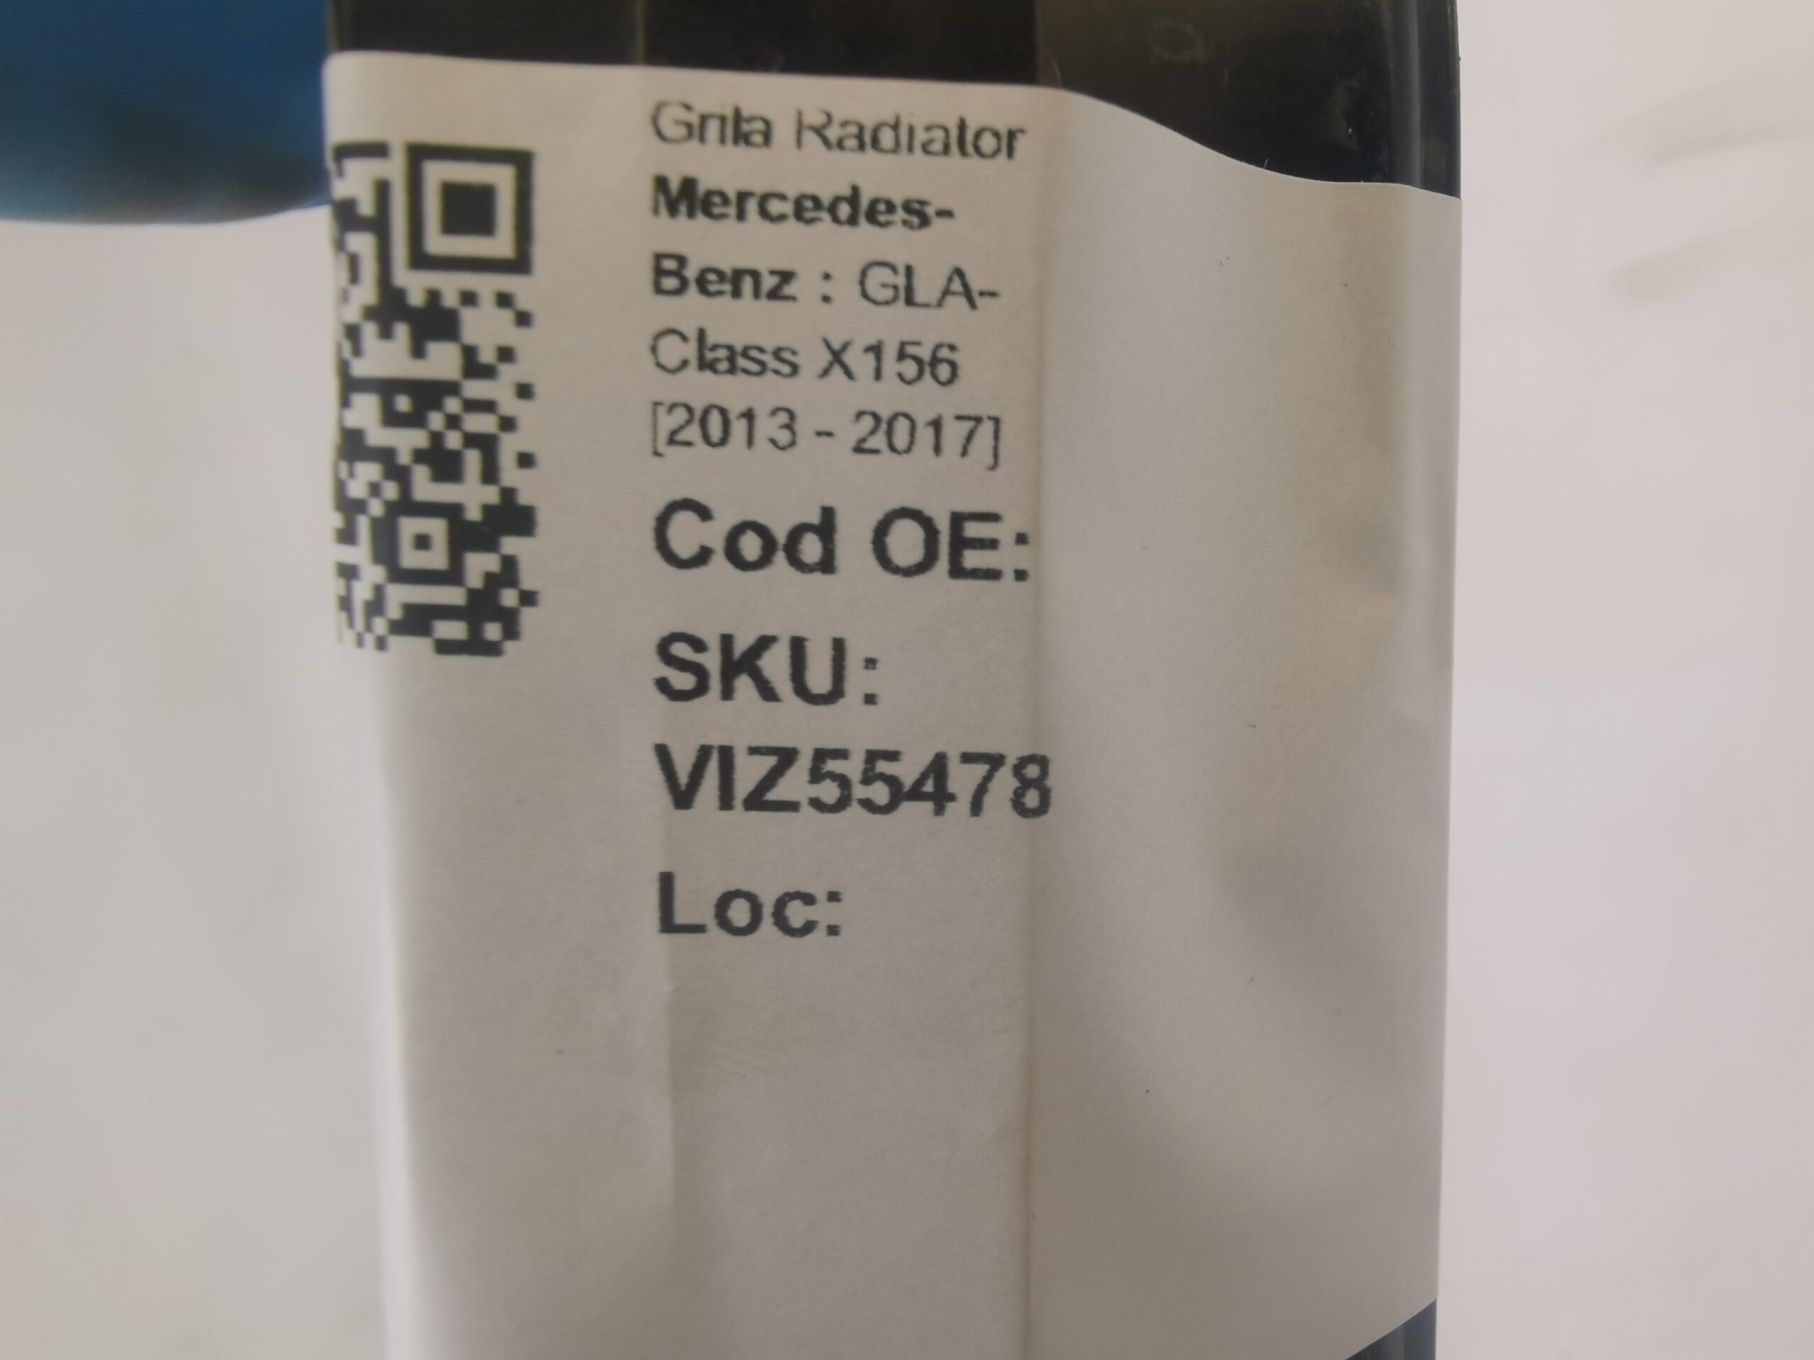 Grila Radiator
Mercedes-
Benz : GLA-
Class X156
[2013 - 2017]
Cod OE:
SKU:
VIZ55478
Loc: